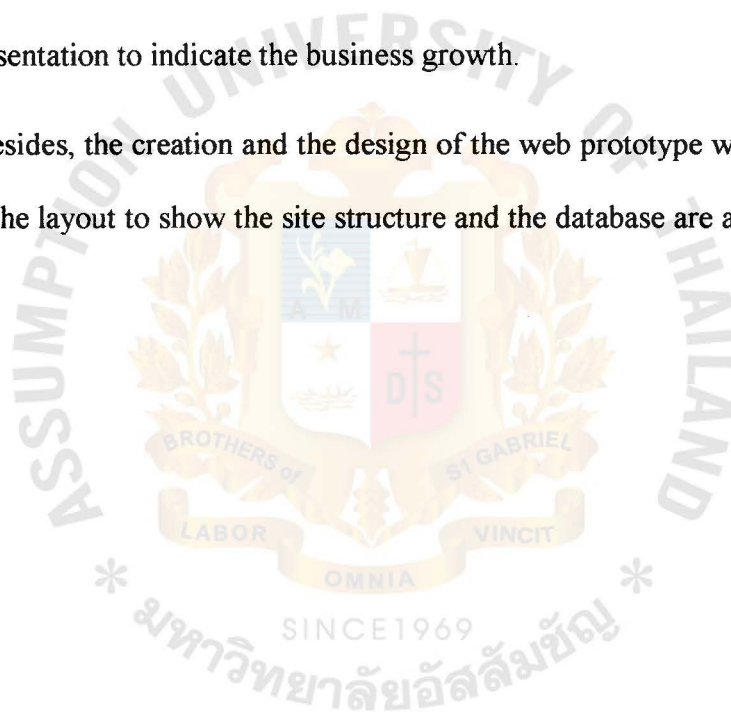 sentation to indicate the business growth.
esides, the creation and the design of the web prototype w
he layout to show the site structure and the database are a
ASSUMPTION UNIVERSITY OF THAILAND
A M
D S
BROTHERS of ST GABRIEL
LABOR
VINCIT
OMNIA
* SINCE1969 *
มหาวิทยาลัยอัสสัมชัญ